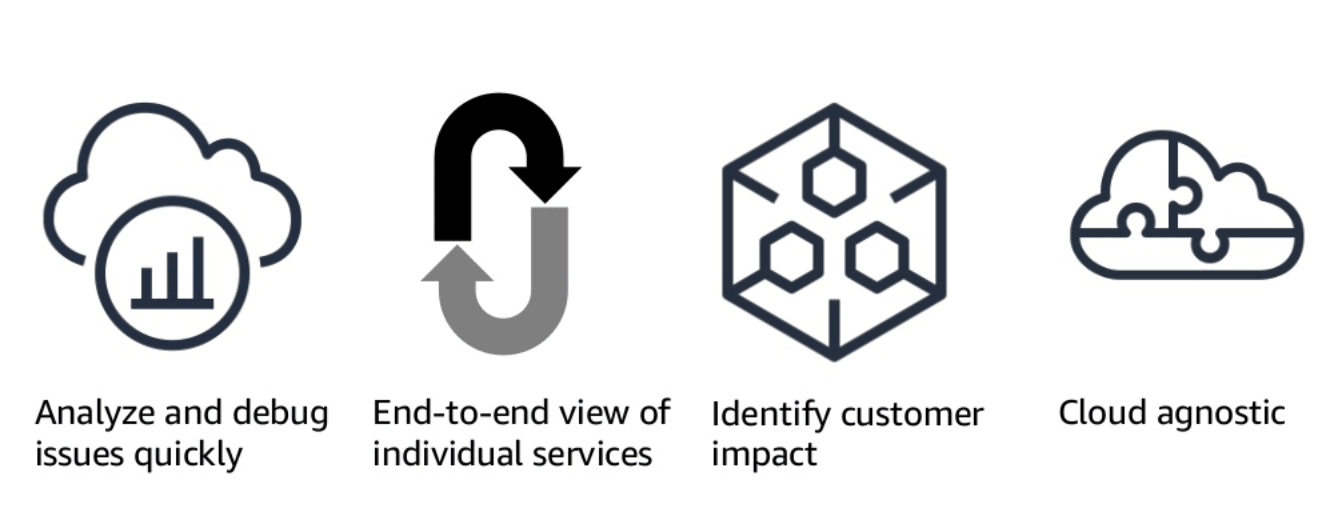 Analyze and debug
issues quickly
End-to-end view of
individual services
Identify customer
impact
Cloud agnostic